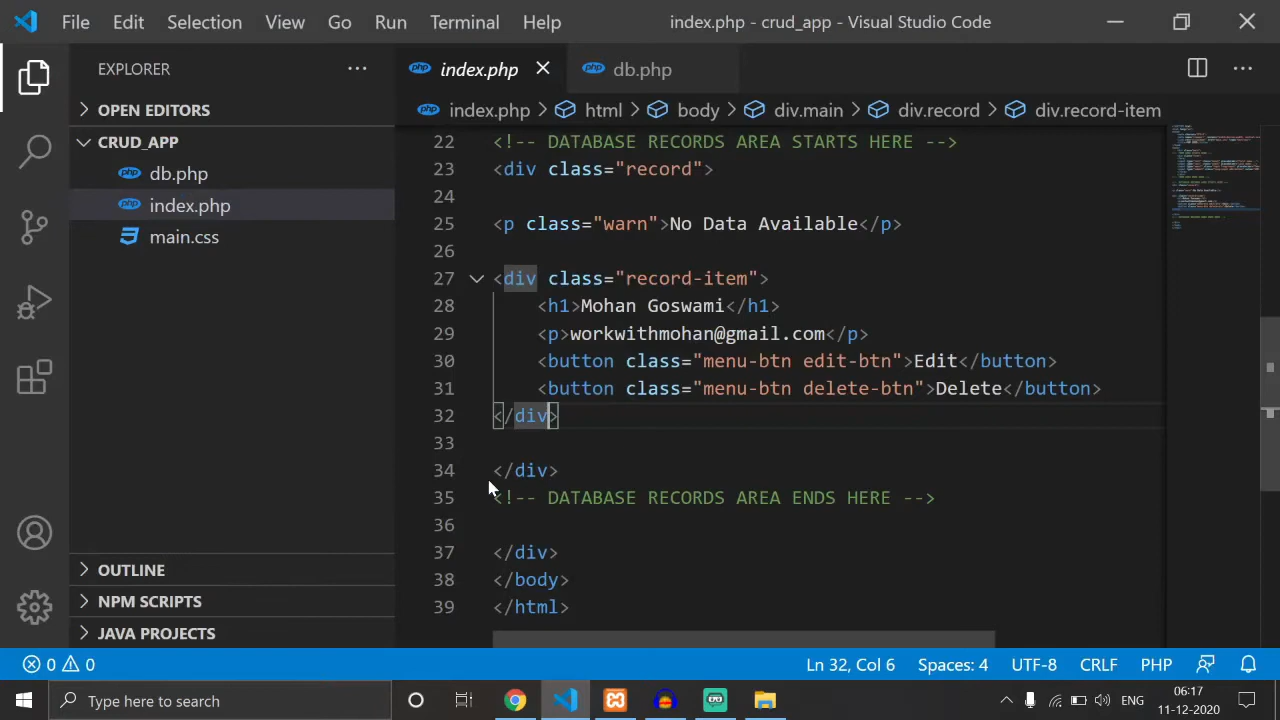 File Edit Selection View Go Run Terminal Help index.php - crud_app - Visual Studio Code
EXPLORER
OPEN EDITORS
CRUD_APP
php db.php
php index.php
main.css
OUTLINE
NPM SCRIPTS
JAVA PROJECTS
php index.php php db.php
php index.php > html > body > div.main > div.record > div.record-item
22 <!-- DATABASE RECORDS AREA STARTS HERE -->
23 <div class="record">
24
25 <p class="warn">No Data Available</p>
26
27 <div class="record-item">
28 <h1>Mohan Goswami</h1>
29 <p>workwithmohan@gmail.com</p>
30 <button class="menu-btn edit-btn">Edit</button>
31 <button class="menu-btn delete-btn">Delete</button>
32 </div>
33
34 </div>
35 <!-- DATABASE RECORDS AREA ENDS HERE -->
36
37 </div>
38 </body>
39 </html>
0 0 Ln 32, Col 6 Spaces: 4 UTF-8 CRLF PHP
Type here to search
ENG
06:17
11-12-2020